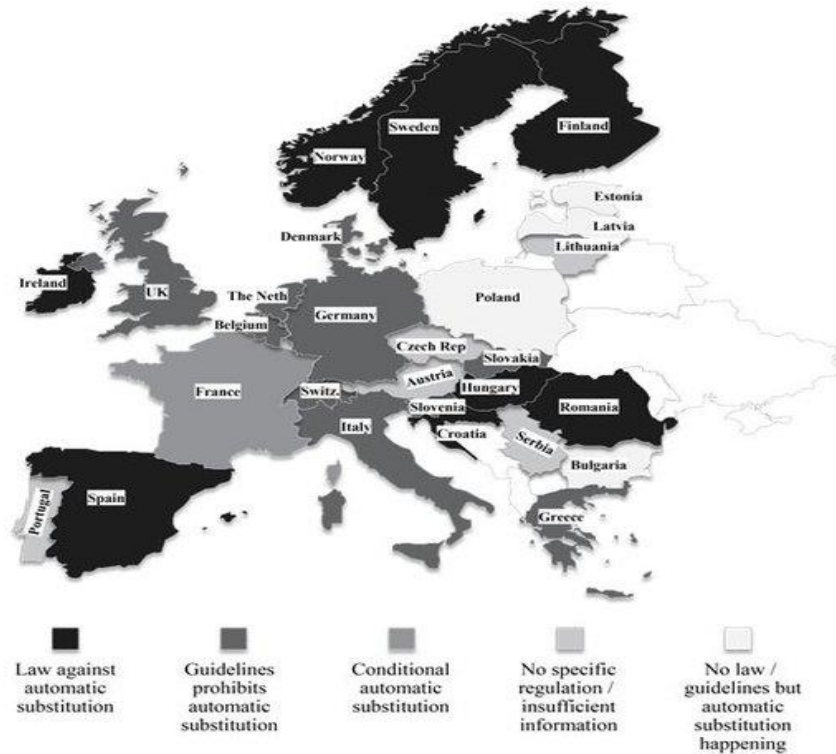 Sweden
Finland
Norway
Estonia
Latvia
Denmark
Lithuania
Ireland
UK
The Neth
Poland
Germany
Belgium
Czech Rep
Slovakia
Austria
France
Switz.
Hungary
Slovenia
Romania
Italy
Croatia
Serbia
Bulgaria
Spain
Portugal
Greece
Law against
automatic
substitution
Guidelines
prohibits
automatic
substitution
Conditional
automatic
substitution
No specific
regulation /
insufficient
information
No law /
guidelines but
automatic
substitution
happening